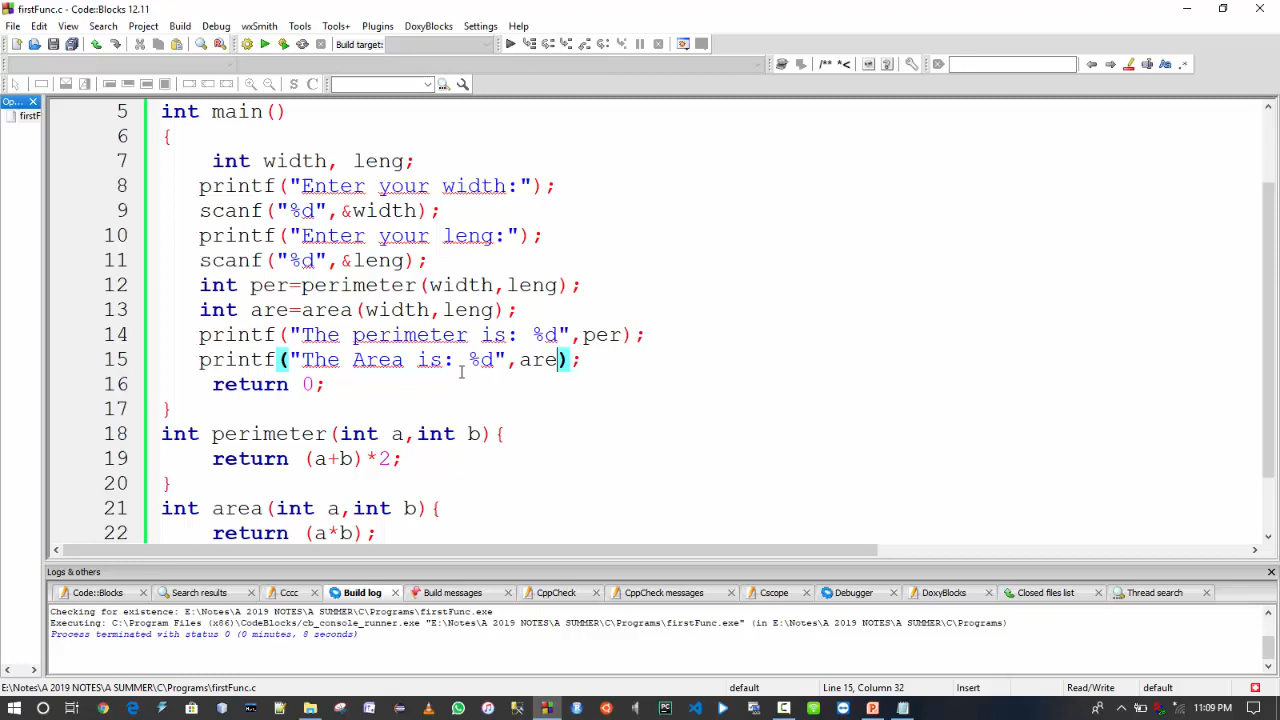 firstFunc.c - Code::Blocks 12.11
File Edit View Search Project Build Debug wxSmith Tools Tools+ Plugins DoxyBlocks Settings Help
Build target:
/** *<
S C
Op...
firstF
5 int main()
6 {
7 int width, leng;
8 printf("Enter your width:");
9 scanf("%d",&width);
10 printf("Enter your leng:");
11 scanf("%d",&leng);
12 int per=perimeter(width,leng);
13 int are=area(width,leng);
14 printf("The perimeter is: %d",per);
15 printf("The Area is: %d",are);
16 return 0;
17 }
18 int perimeter(int a,int b){
19 return (a+b)*2;
20 }
21 int area(int a,int b){
22 return (a*b);
Logs & others
Code::Blocks Search results Cccc Build log Build messages CppCheck CppCheck messages Cscope Debugger DoxyBlocks Closed files list Thread search
Checking for existence: E:\Notes\A 2019 NOTES\A SUMMER\C\Programs\firstFunc.exe
Executing: C:\Program Files (x86)\CodeBlocks/cb_console_runner.exe "E:\Notes\A 2019 NOTES\A SUMMER\C\Programs\firstFunc.exe" (in E:\Notes\A 2019 NOTES\A SUMMER\C\Programs)
Process terminated with status 0 (0 minutes, 8 seconds)
E:\Notes\A 2019 NOTES\A SUMMER\C\Programs\firstFunc.c default Line 15, Column 32 Insert Read/Write default
11:09 PM